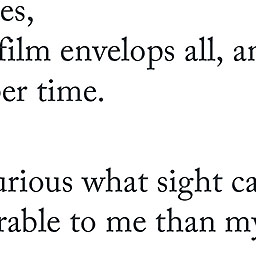 es,
film envelops all, an
er time.
urious what sight ca
rable to me than my